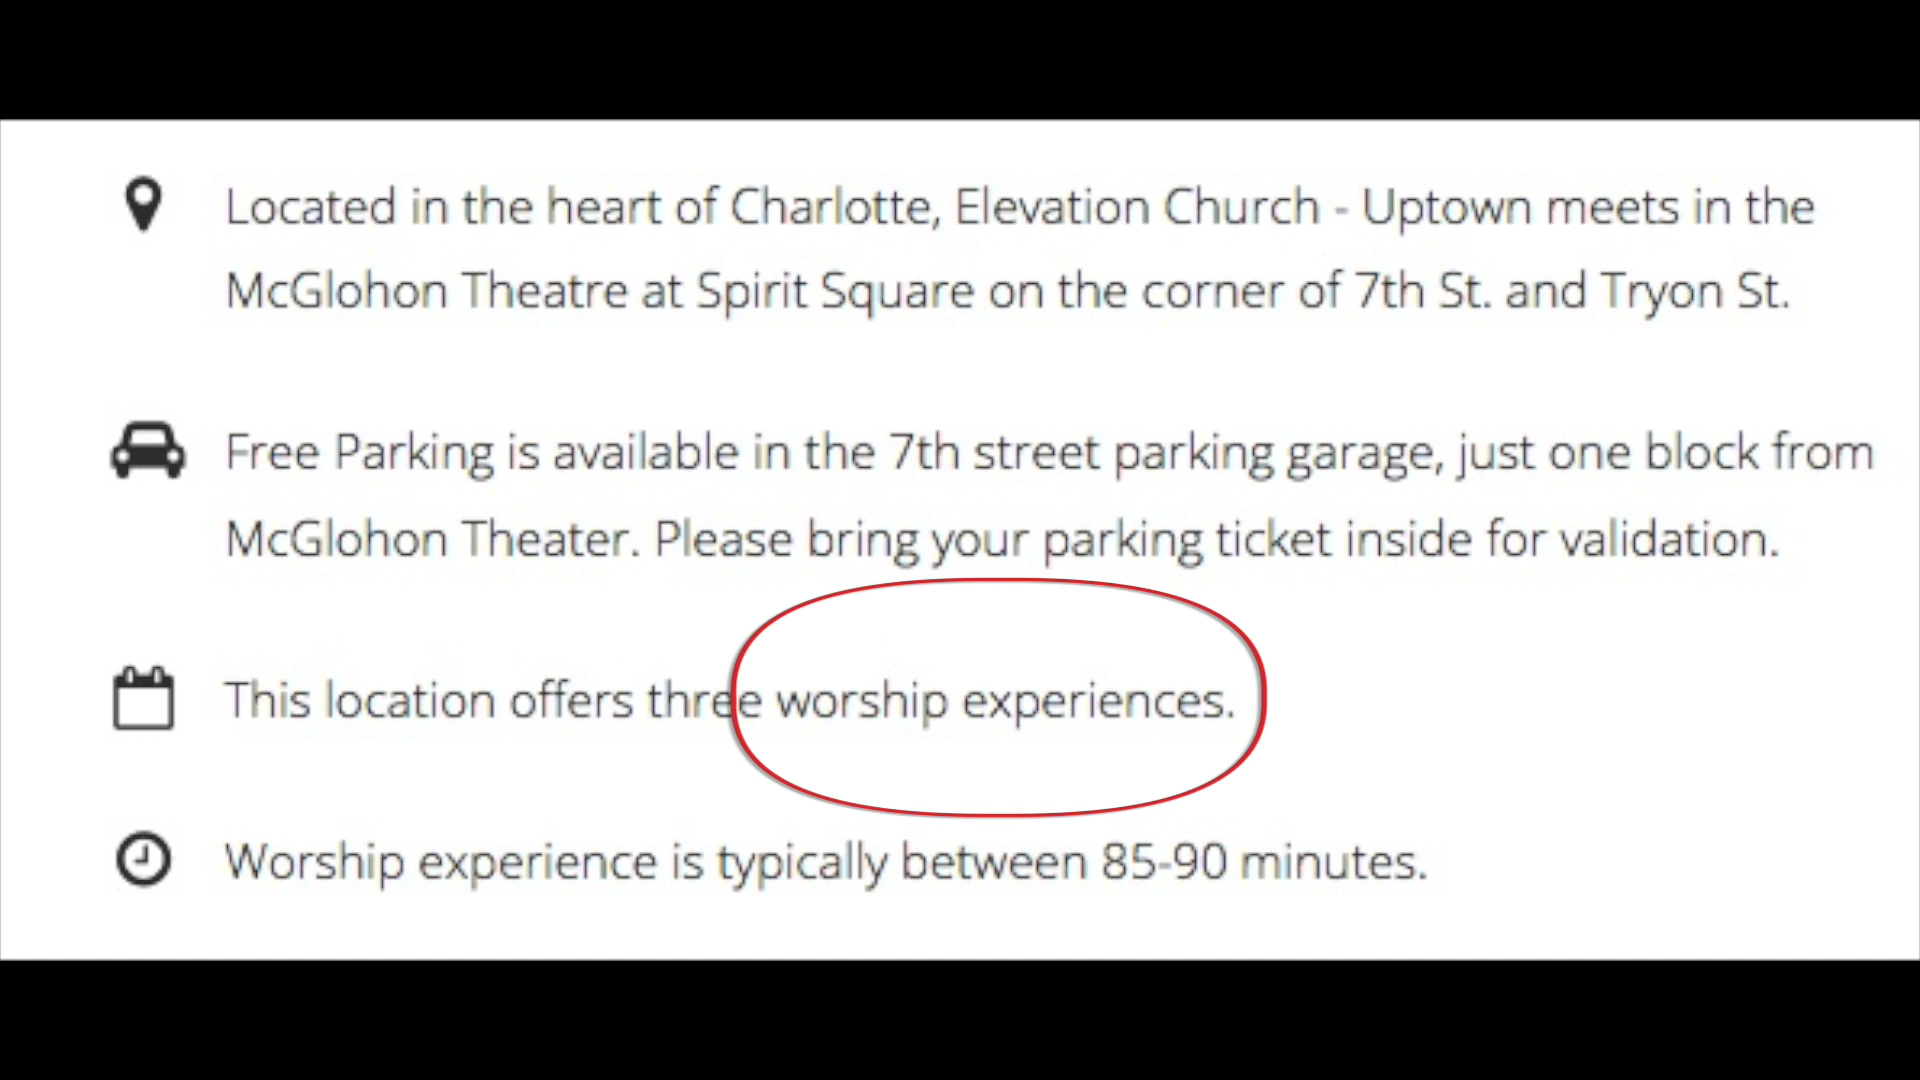 Located in the heart of Charlotte, Elevation Church - Uptown meets in the
McGlohon Theatre at Spirit Square on the corner of 7th St. and Tryon St.
Free Parking is available in the 7th street parking garage, just one block from
McGlohon Theater. Please bring your parking ticket inside for validation.
This location offers three worship experiences.
Worship experience is typically between 85-90 minutes.